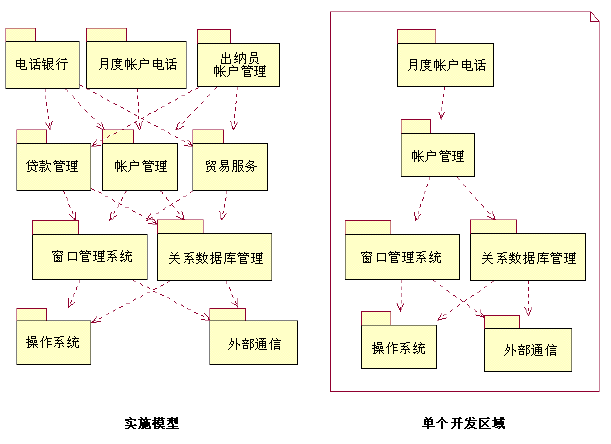 电话银行
月度帐户电话
出纳员
帐户管理
贷款管理
帐户管理
贸易服务
窗口管理系统
关系数据库管理
操作系统
外部通信
实施模型
月度帐户电话
帐户管理
窗口管理系统
关系数据库管理
操作系统
外部通信
单个开发区域